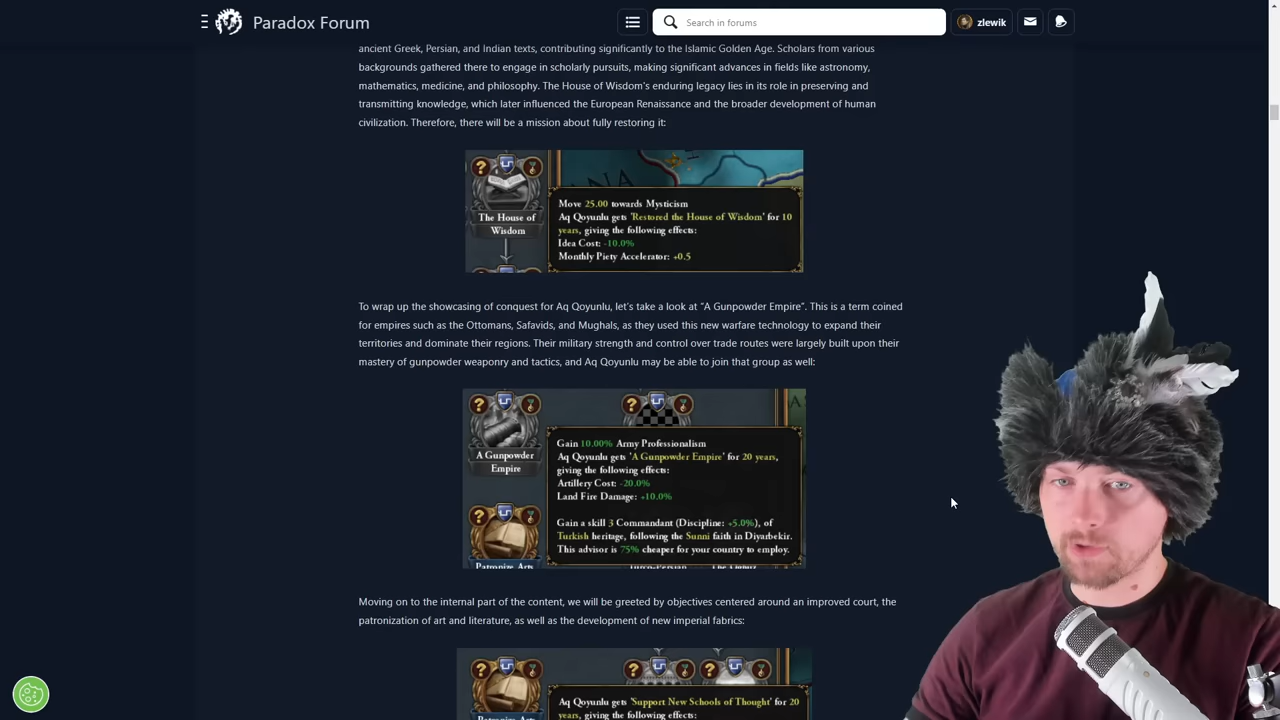 Paradox Forum
Search in forums
zlewik
ancient Greek, Persian, and Indian texts, contributing significantly to the Islamic Golden Age. Scholars from various
backgrounds gathered there to engage in scholarly pursuits, making significant advances in fields like astronomy,
mathematics, medicine, and philosophy. The House of Wisdom's enduring legacy lies in its role in preserving and
transmitting knowledge, which later influenced the European Renaissance and the broader development of human
civilization. Therefore, there will be a mission about fully restoring it:
The House of
Wisdom
Move 25.00 towards Mysticism
Aq Qoyunlu gets 'Restored the House of Wisdom' for 10
years, giving the following effects:
Idea Cost: -10.0%
Monthly Piety Accelerator: +0.5
To wrap up the showcasing of conquest for Aq Qoyunlu, let's take a look at "A Gunpowder Empire". This is a term coined
for empires such as the Ottomans, Safavids, and Mughals, as they used this new warfare technology to expand their
territories and dominate their regions. Their military strength and control over trade routes were largely built upon their
mastery of gunpowder weaponry and tactics, and Aq Qoyunlu may be able to join that group as well:
A Gunpowder
Empire
Gain 10.00% Army Professionalism
Aq Qoyunlu gets 'A Gunpowder Empire' for 20 years,
giving the following effects:
Artillery Cost: -20.0%
Land Fire Damage: +10.0%
Gain a skill 3 Commandant (Discipline: +5.0%), of
Turkish heritage, following the Sunni faith in Diyarbekir.
This advisor is 75% cheaper for your country to employ.
Patronize Arts
Turco-Persian
Moving on to the internal part of the content, we will be greeted by objectives centered around an improved court, the
patronization of art and literature, as well as the development of new imperial fabrics:
Aq Qoyunlu gets 'Support New Schools of Thought' for 20
years, giving the following effects:
Patronize Arts